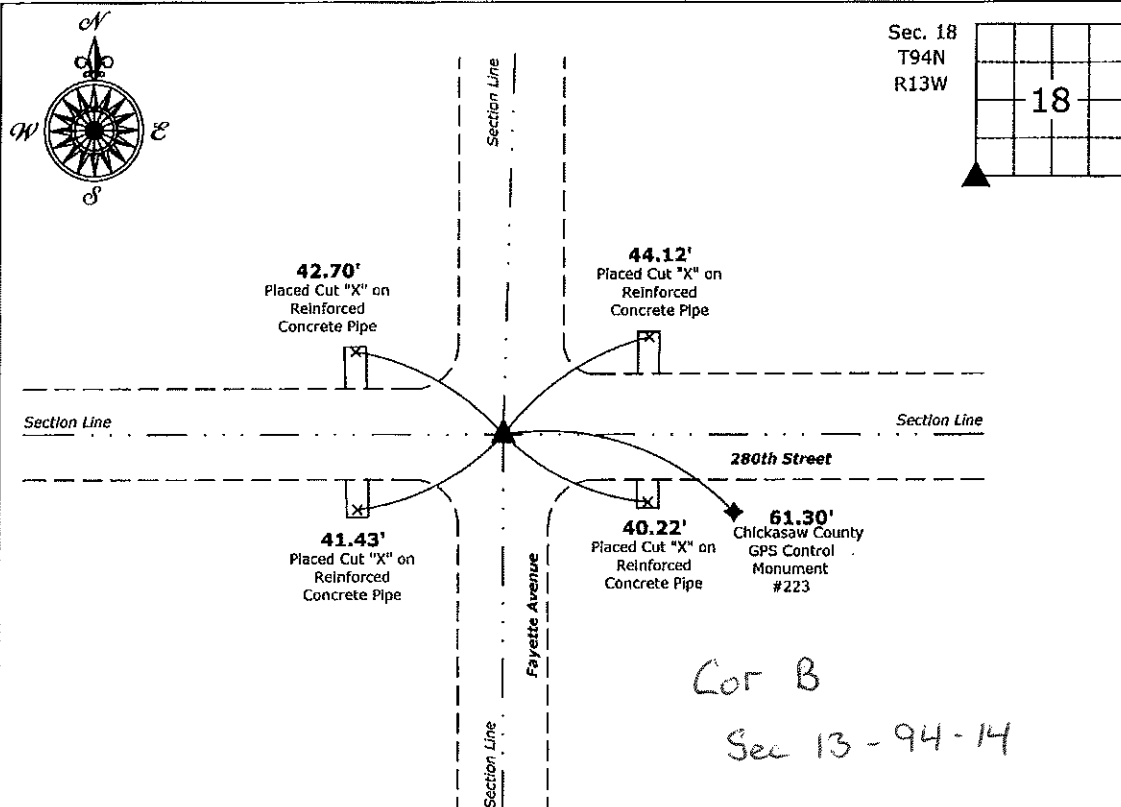 N
W
E
S
Sec. 18
T94N
R13W
18
Section Line
42.70'
Placed Cut "X" on
Reinforced
Concrete Pipe
44.12'
Placed Cut "X" on
Reinforced
Concrete Pipe
Section Line
Section Line
280th Street
41.43'
Placed Cut "X" on
Reinforced
Concrete Pipe
40.22'
Placed Cut "X" on
Reinforced
Concrete Pipe
61.30'
Chickasaw County
GPS Control
Monument
#223
Fayette Avenue
Section Line
Cor B
Sec 13-94-14